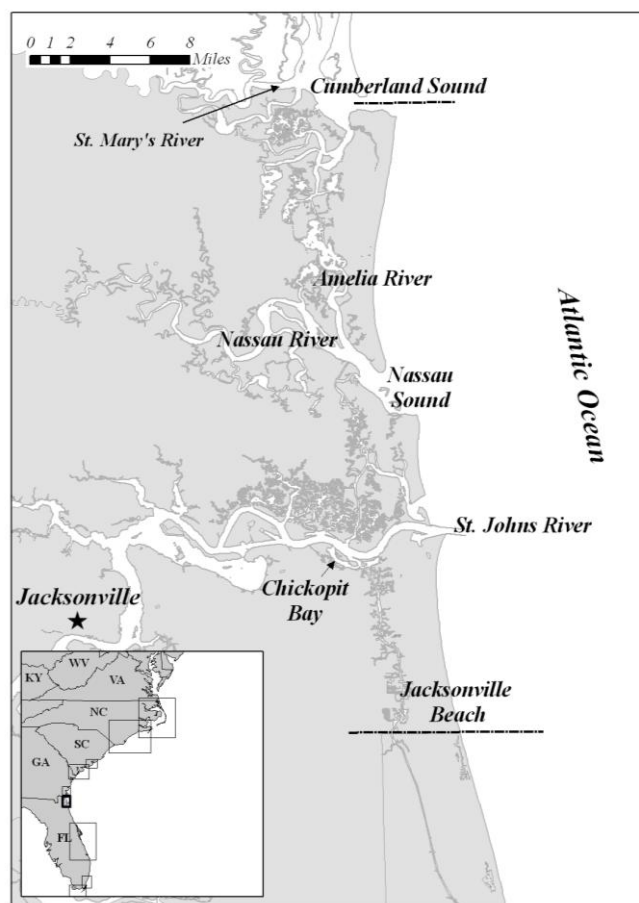 0 1 2 4 6 8
Miles
Cumberland Sound
St. Mary's River
Amelia River
Nassau River
Nassau
Sound
Atlantic Ocean
St. Johns River
Chickopit
Bay
Jacksonville
Jacksonville
Beach
WV
KY
VA
NC
SC
GA
FL